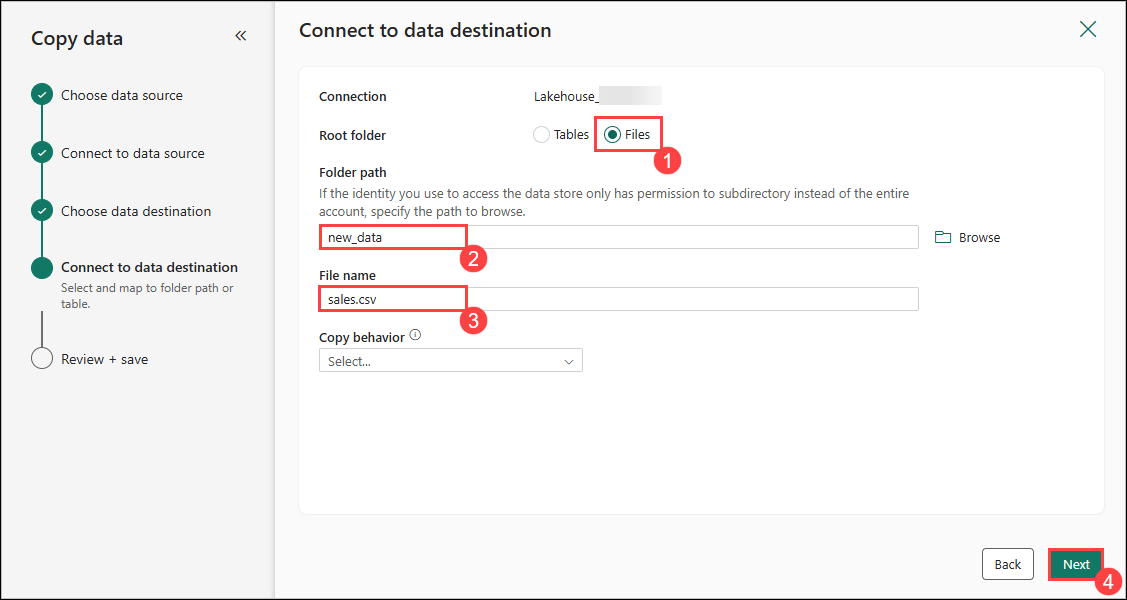 Copy data
Choose data source
Connect to data source
Choose data destination
Connect to data destination
Select and map to folder path or
table.
Review + save
Connect to data destination
Connection
Lakehouse_
Root folder
Tables
Files
1
Folder path
If the identity you use to access the data store only has permission to subdirectory instead of the entire
account, specify the path to browse.
new_data
Browse
2
File name
sales.csv
3
Copy behavior
Select...
Back
Next
4